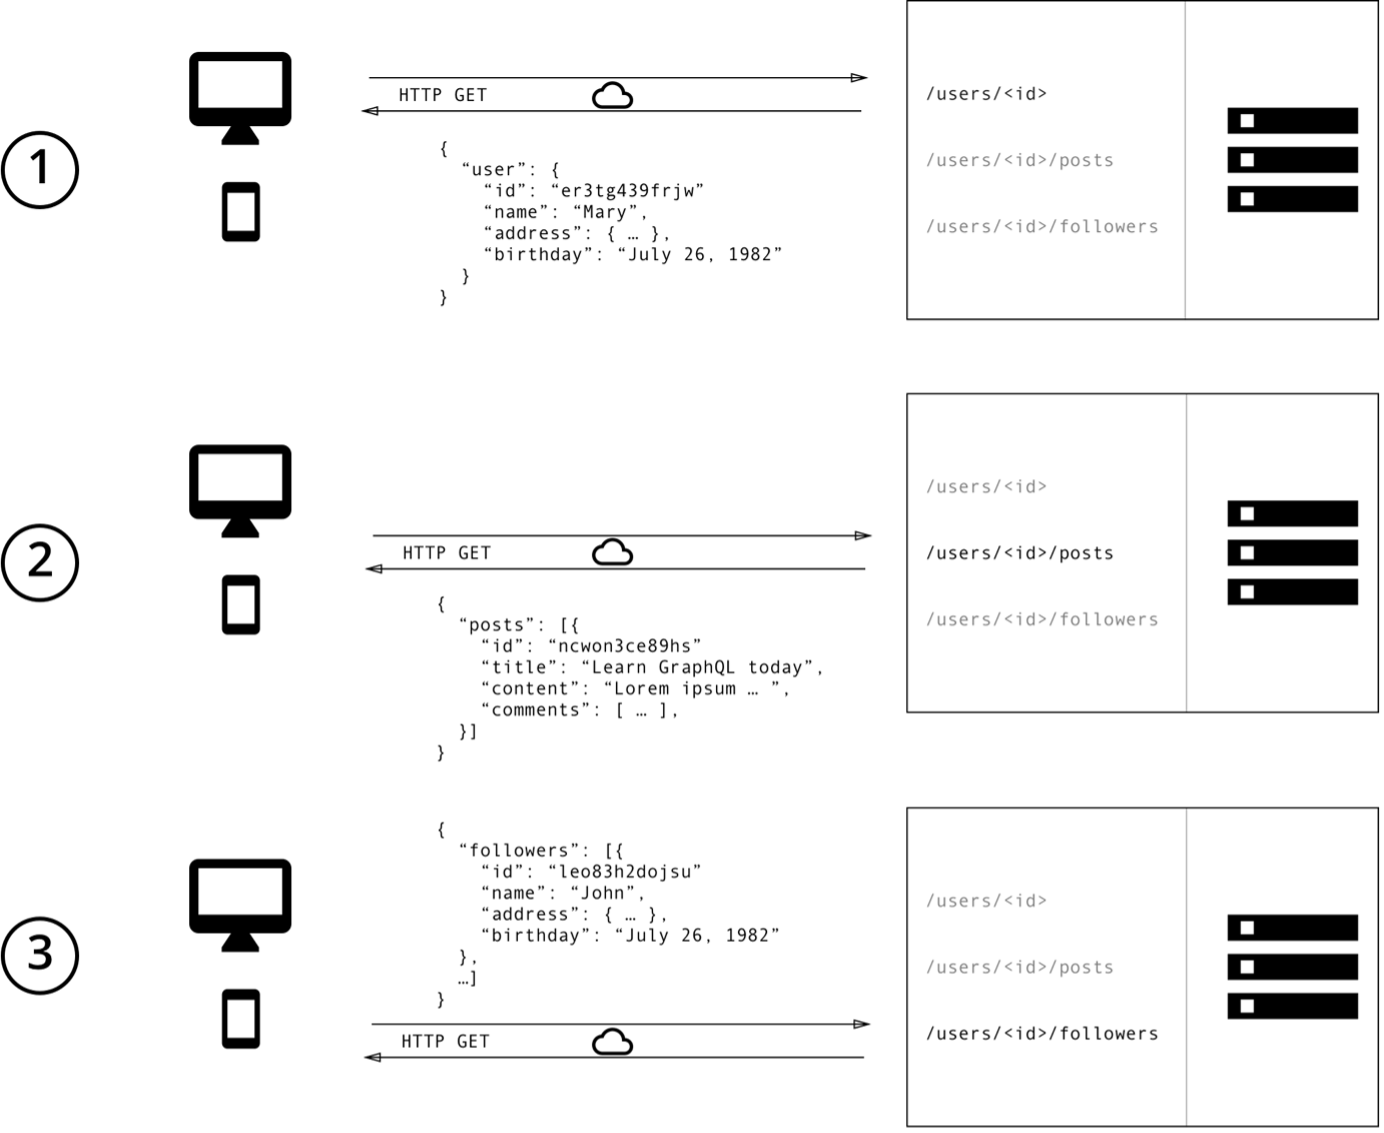 1
HTTP GET
{
“user”: {
“id”: “er3tg439frjw”
“name”: “Mary”,
“address”: { … },
“birthday”: “July 26, 1982”
}
}
/users/<id>
/users/<id>/posts
/users/<id>/followers
2
HTTP GET
{
“posts”: [{
“id”: “ncwon3ce89hs”
“title”: “Learn GraphQL today”,
“content”: “Lorem ipsum … ”,
“comments”: [ … ],
}]
}
/users/<id>
/users/<id>/posts
/users/<id>/followers
3
{
“followers”: [{
“id”: “leo83h2dojsu”
“name”: “John”,
“address”: { … },
“birthday”: “July 26, 1982”
},
…]
}
HTTP GET
/users/<id>
/users/<id>/posts
/users/<id>/followers